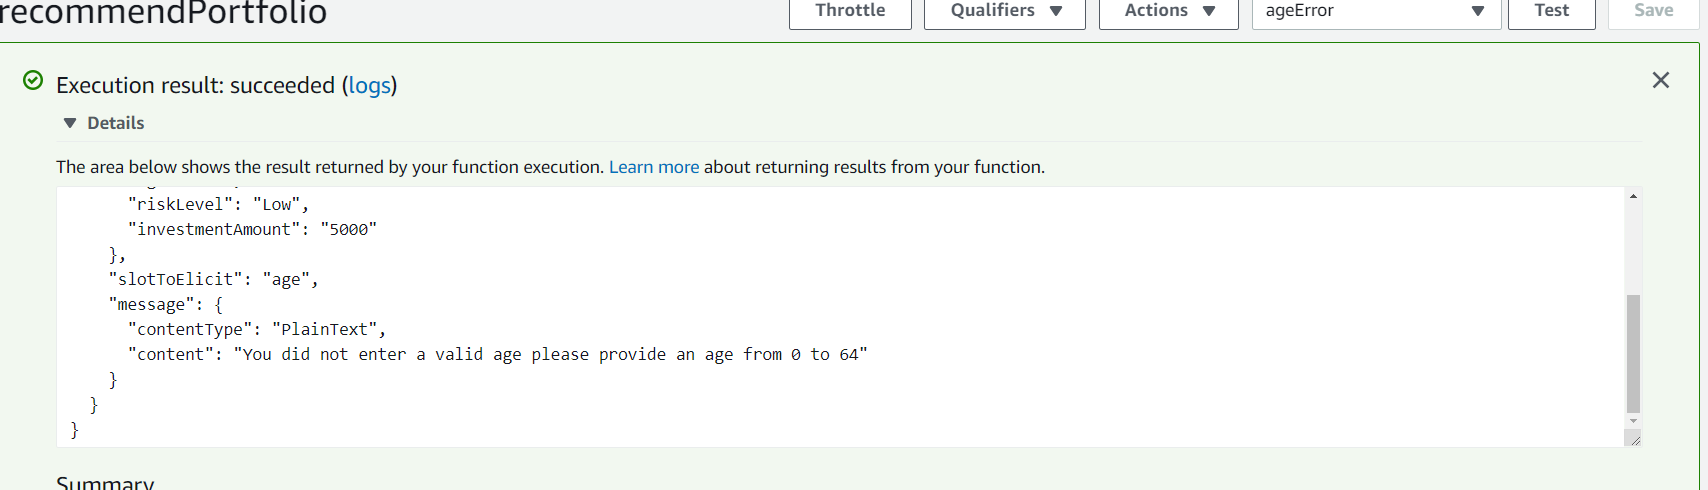 recommendPortfolio
Throttle
Qualifiers
Actions
ageError
Test
Save
Execution result: succeeded (logs)
Details
The area below shows the result returned by your function execution. Learn more about returning results from your function.
"riskLevel": "Low",
"investmentAmount": "5000"
},
"slotToElicit": "age",
"message": {
"contentType": "PlainText",
"content": "You did not enter a valid age please provide an age from 0 to 64"
}
}
}
Summary